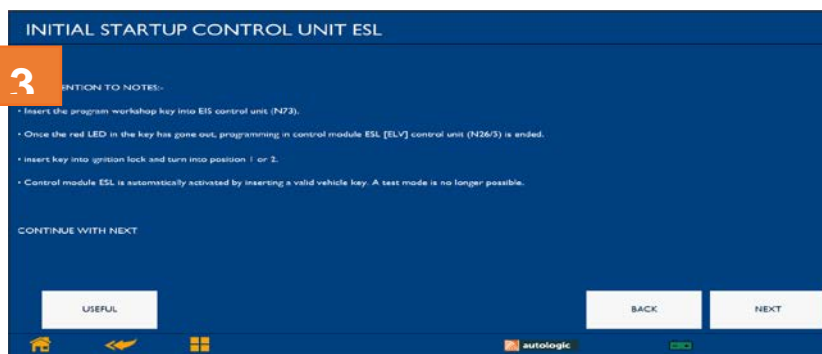 INITIAL STARTUP CONTROL UNIT ESL
3
ENTION TO NOTES:-
• Insert the program workshop key into EIS control unit (N73).
• Once the red LED in the key has gone out, programming in control module ESL [ELV] control unit (N26/5) is ended.
• insert key into ignition lock and turn into position 1 or 2.
• Control module ESL is automatically activated by inserting a valid vehicle key. A test mode is no longer possible.
CONTINUE WITH NEXT
USEFUL
BACK
NEXT
autologic